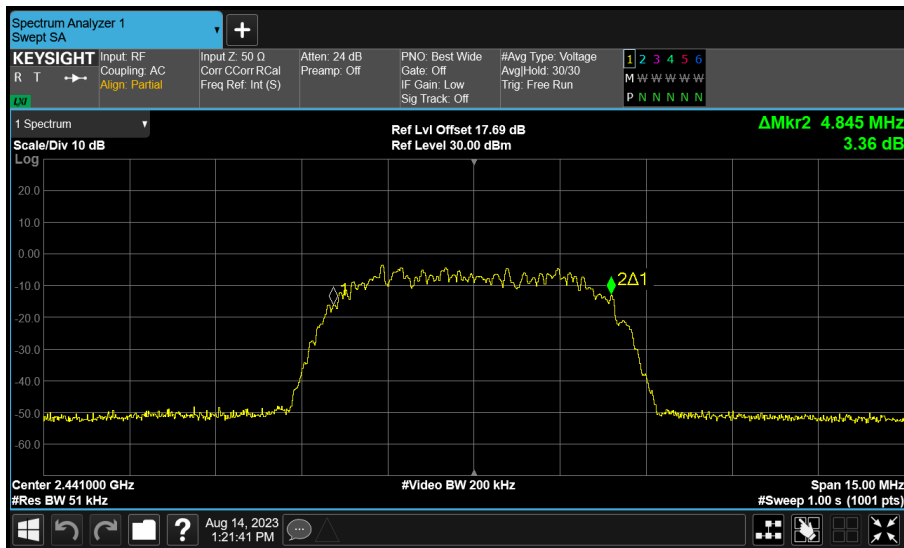 Spectrum Analyzer 1
Swept SA
+
KEYSIGHT
R T
LXI
Input: RF
Coupling: AC
Align: Partial
Input Z: 50 Ω
Corr CCorr RCal
Freq Ref: Int (S)
Atten: 24 dB
Preamp: Off
PNO: Best Wide
Gate: Off
IF Gain: Low
Sig Track: Off
#Avg Type: Voltage
Avg|Hold: 30/30
Trig: Free Run
1 2 3 4 5 6
M W W W W W
P N N N N N
1 Spectrum
Scale/Div 10 dB
Ref Lvl Offset 17.69 dB
Ref Level 30.00 dBm
ΔMkr2 4.845 MHz
3.36 dB
Log
20.0
10.0
0.00
-10.0
-20.0
-30.0
-40.0
-50.0
-60.0
1
2Δ1
Center 2.441000 GHz
#Video BW 200 kHz
Span 15.00 MHz
#Res BW 51 kHz
#Sweep 1.00 s (1001 pts)
?
Aug 14, 2023
1:21:41 PM